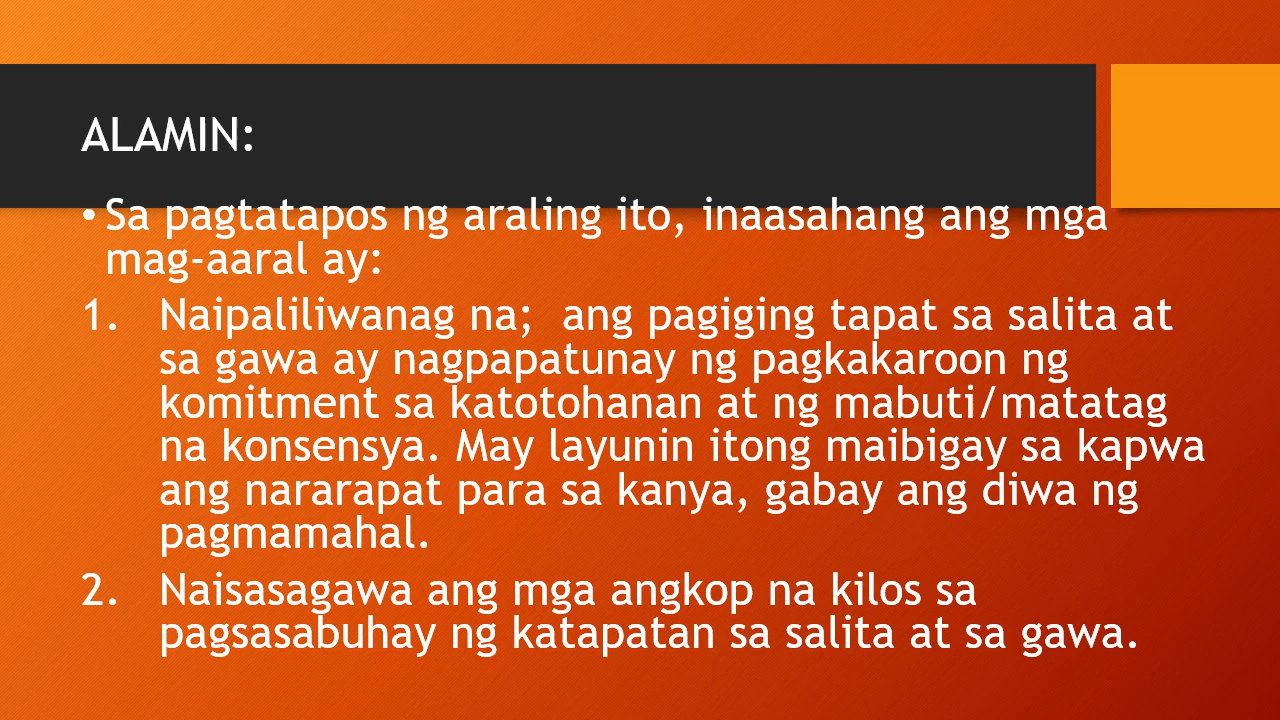 ALAMIN:
• Sa pagtatapos ng araling ito, inaasahang ang mga
mag-aaral ay:
1. Naipaliliwanag na;  ang pagiging tapat sa salita at
sa gawa ay nagpapatunay ng pagkakaroon ng
komitment sa katotohanan at ng mabuti/matatag
na konsensya. May layunin itong maibigay sa kapwa
ang nararapat para sa kanya, gabay ang diwa ng
pagmamahal.
2. Naisasagawa ang mga angkop na kilos sa
pagsasabuhay ng katapatan sa salita at sa gawa.